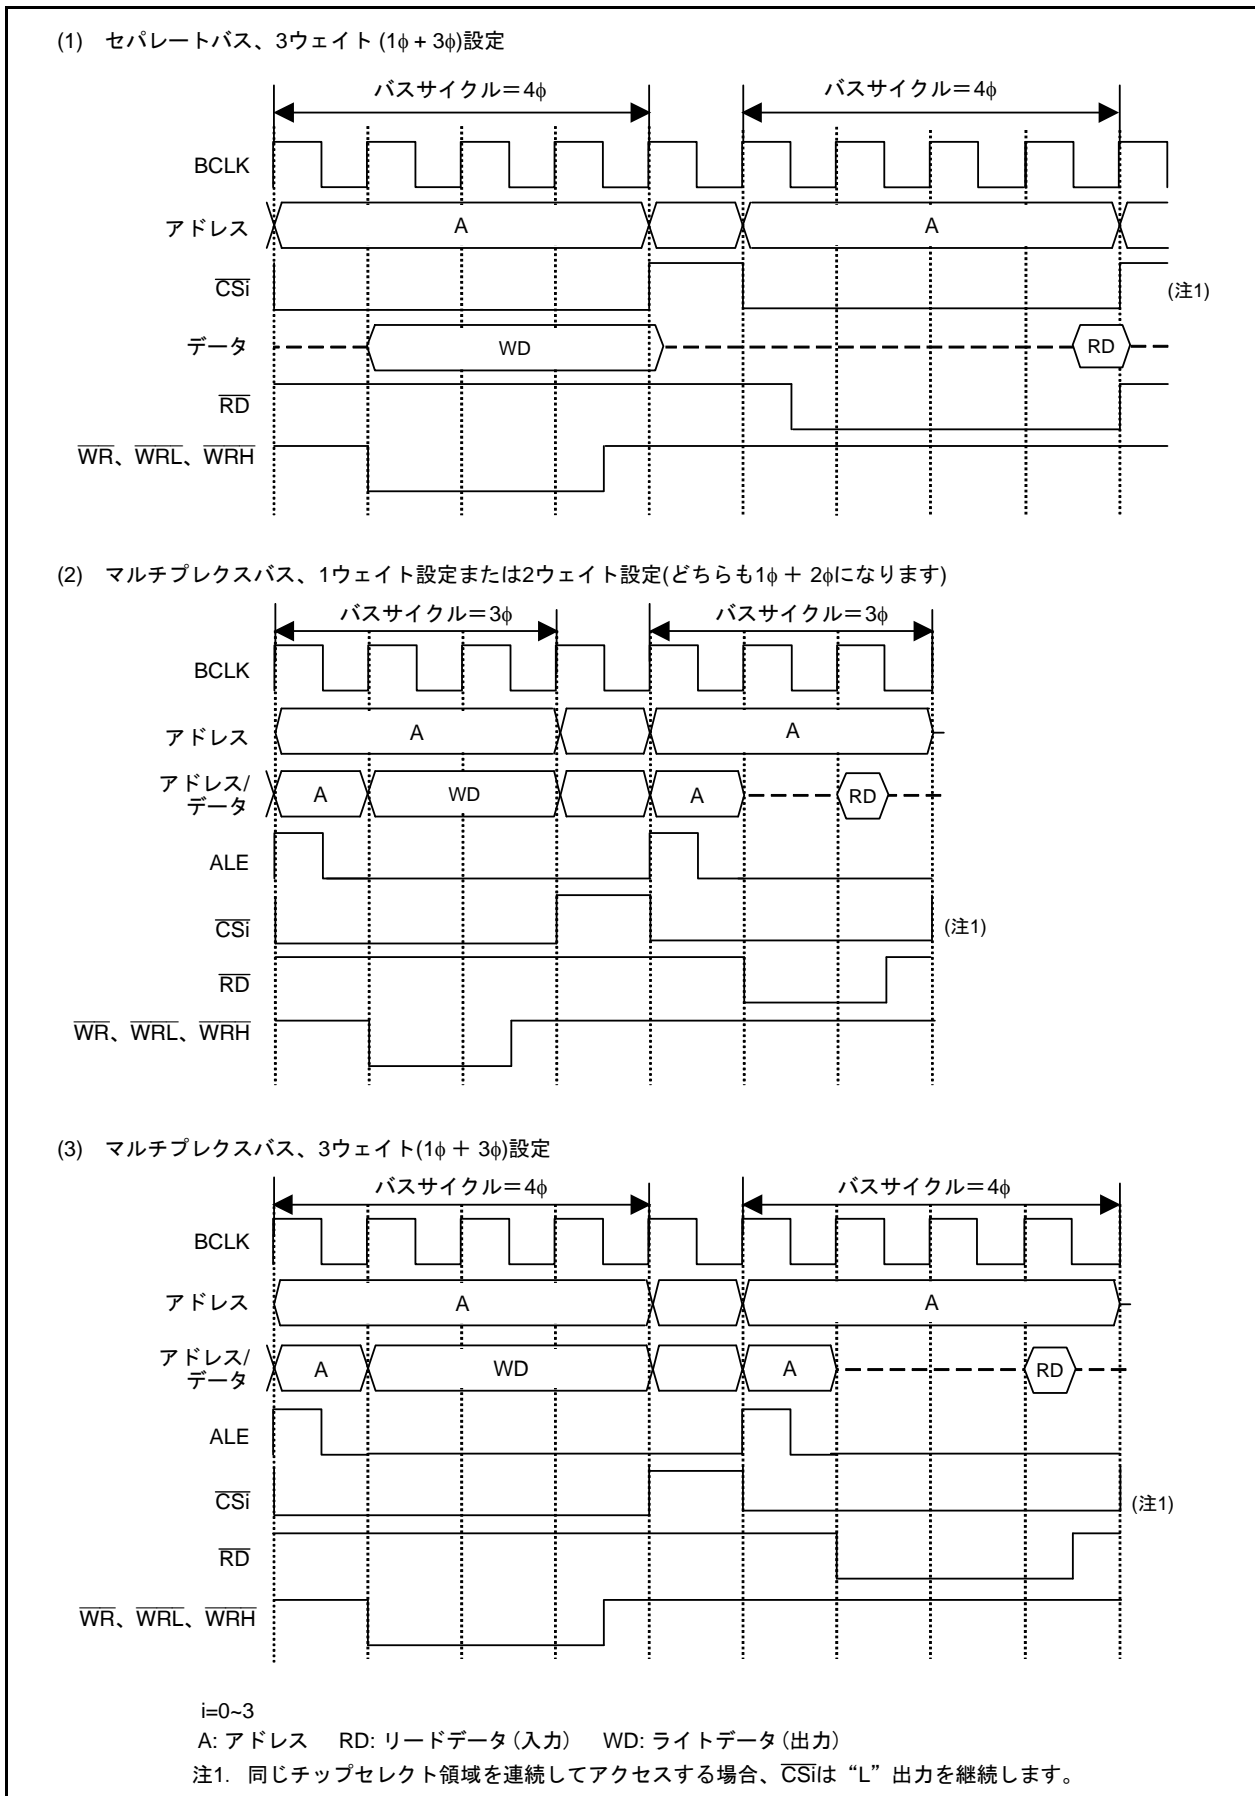 (1) セパレートバス、3ウェイト (1φ + 3φ)設定
バスサイクル＝4φ バスサイクル＝4φ
BCLK
アドレス A A
CSi (注1)
データ WD RD
RD
WR、WRL、WRH
(2) マルチプレクスバス、1ウェイト設定または2ウェイト設定(どちらも1φ ＋ 2φになります)
バスサイクル＝3φ バスサイクル＝3φ
BCLK
アドレス A A
アドレス/
データ A WD A RD
ALE
CSi (注1)
RD
WR、WRL、WRH
(3) マルチプレクスバス、3ウェイト(1φ ＋ 3φ)設定
バスサイクル＝4φ バスサイクル＝4φ
BCLK
アドレス A A
アドレス/
データ A WD A RD
ALE
CSi (注1)
RD
WR、WRL、WRH
i=0~3
A: アドレス RD: リードデータ（入力） WD: ライトデータ（出力）
注1. 同じチップセレクト領域を連続してアクセスする場合、CSiは“L”出力を継続します。